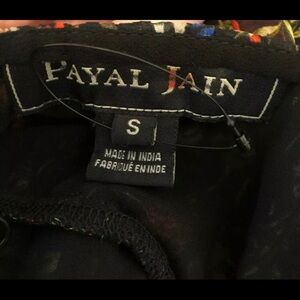 PAYAL JAIN
S
MADE IN INDIA
FABRIQUÉ EN INDE